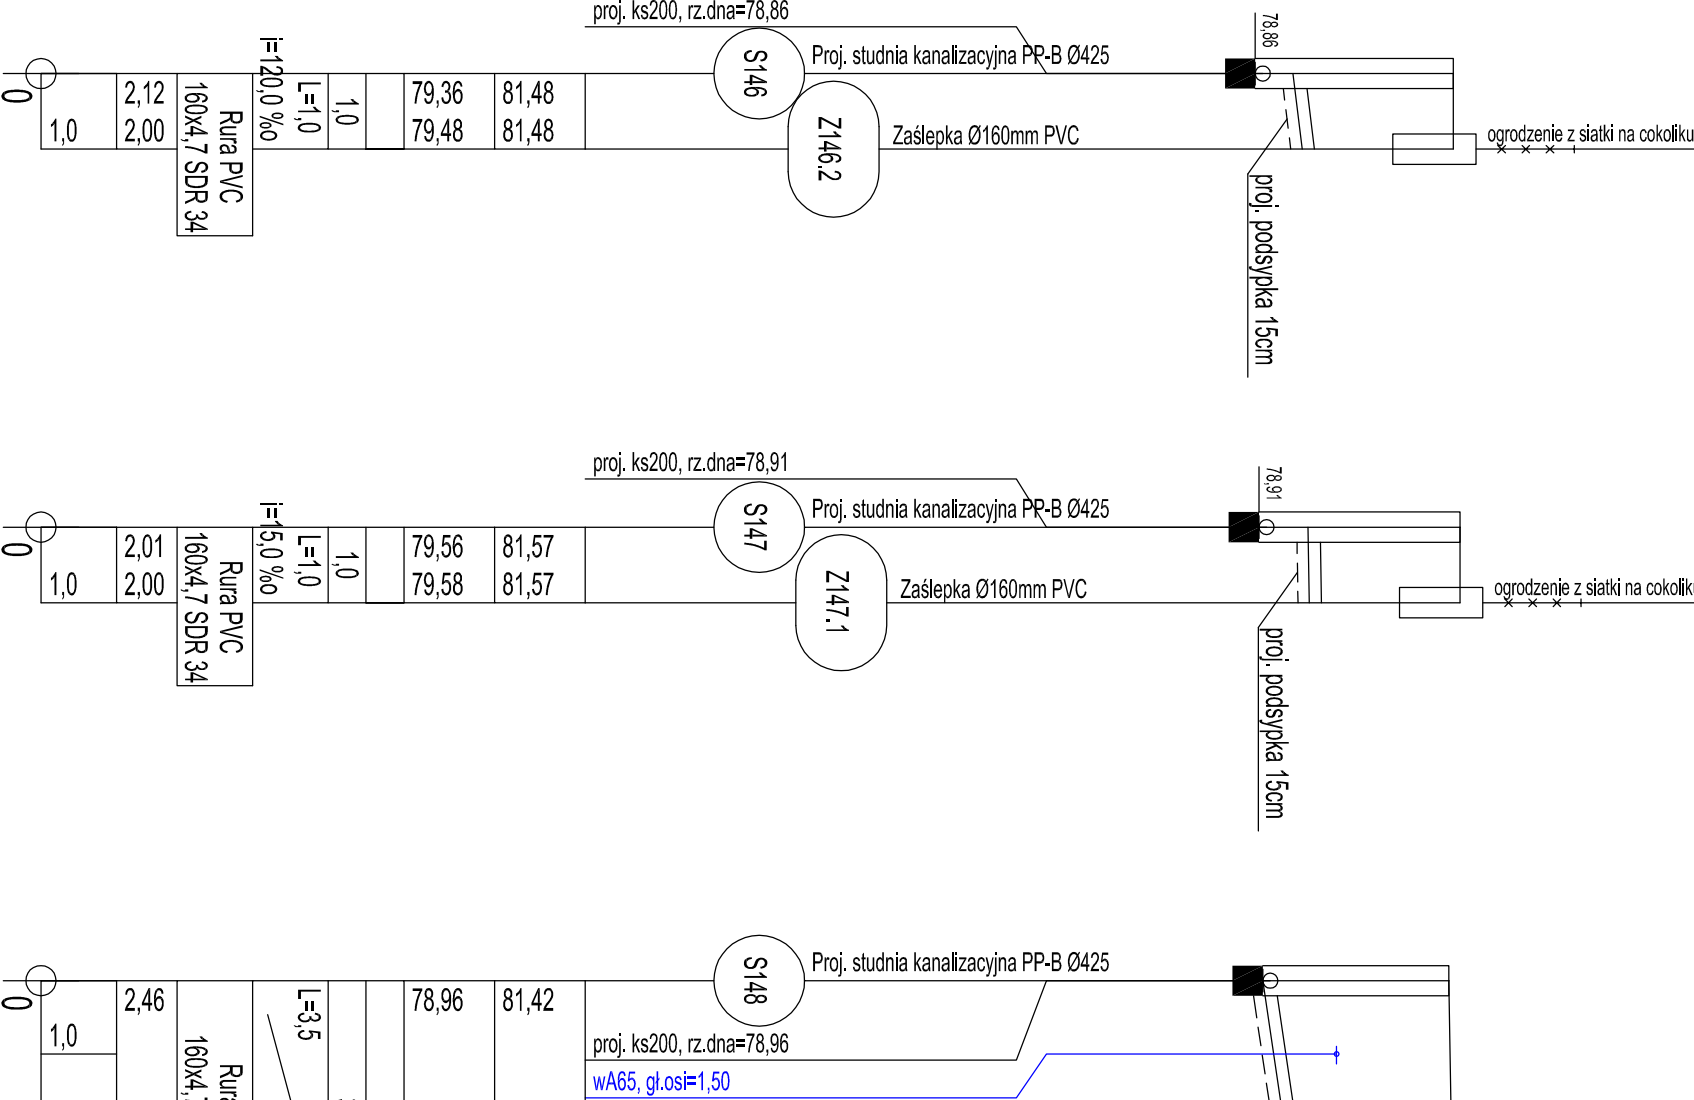 proj. ks200, rz.dna=78,86
Proj. studnia kanalizacyjna PP-B Ø425
78,86
S146
0
2,12
2,00
1,0
Rura PVC
160x4,7 SDR 34
i=120,0 %o
L=1,0
1,0
79,36
79,48
81,48
81,48
Z146.2
Zaślepka Ø160mm PVC
ogrodzenie z siatki na cokoliku
proj. podsypka 15cm
proj. ks200, rz.dna=78,91
Proj. studnia kanalizacyjna PP-B Ø425
78,91
S147
0
2,01
2,00
1,0
Rura PVC
160x4,7 SDR 34
i=15,0 %o
L=1,0
1,0
79,56
79,58
81,57
81,57
Z147.1
Zaślepka Ø160mm PVC
ogrodzenie z siatki na cokoliku
proj. podsypka 15cm
Proj. studnia kanalizacyjna PP-B Ø425
S148
0
2,46
1,0
L=3,5
78,96
81,42
proj. ks200, rz.dna=78,96
wA65, gł.osi=1,50
Rura
160x4,